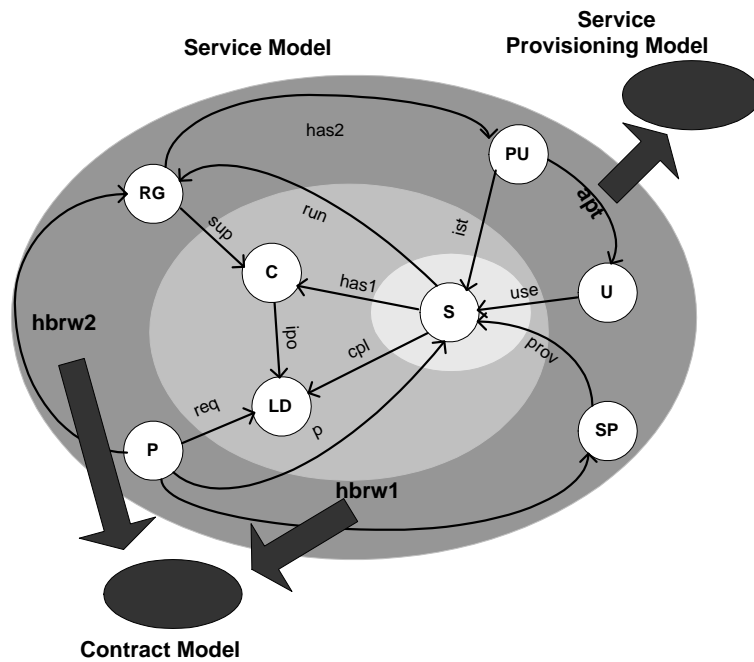 Service
Provisioning Model
Service Model
has2
PU
RG
apt
run
sup
ist
C
has1
use
U
S
hbrw2
ipo
cpl
prov
req
LD
p
SP
P
hbrw1
Contract Model